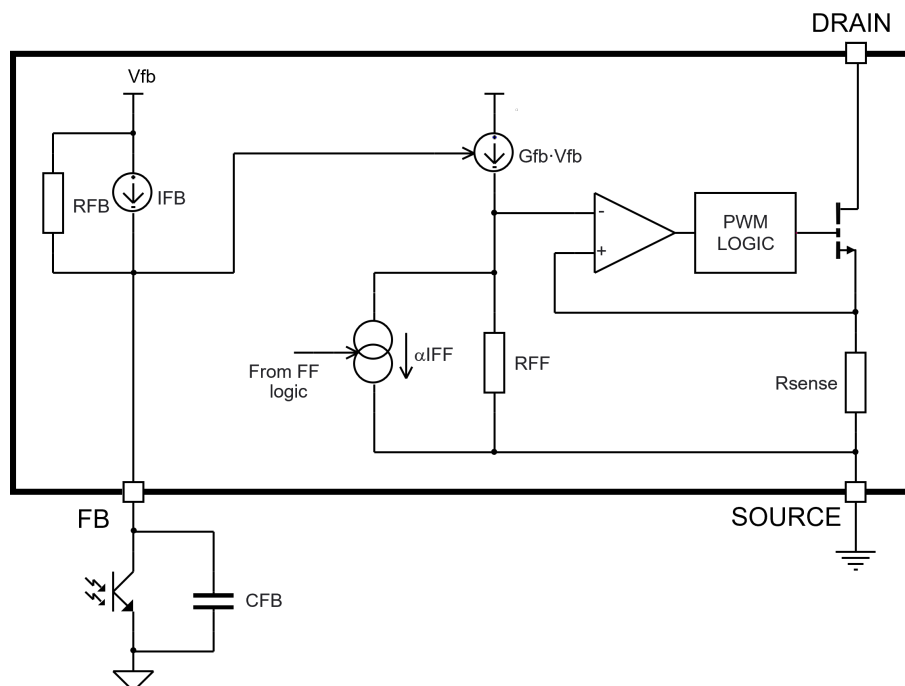 DRAIN
Vfb
RFB
IFB
Gfb·Vfb
-
+
PWM
LOGIC
From FF
logic
αIFF
RFF
Rsense
FB
SOURCE
CFB